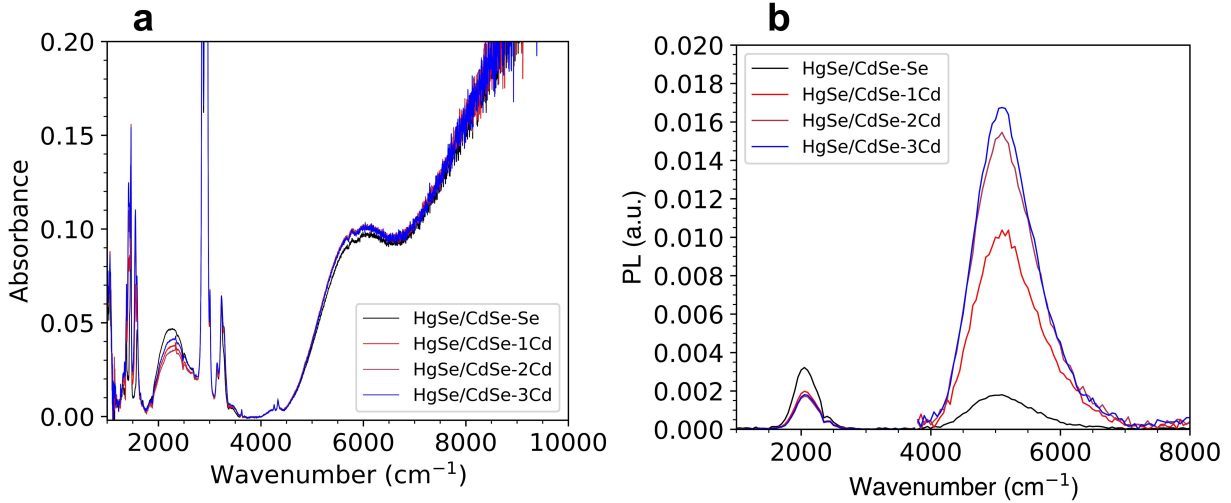 a
0.20
0.15
0.10
0.05
0.00
Absorbance
HgSe/CdSe-Se
HgSe/CdSe-1Cd
HgSe/CdSe-2Cd
HgSe/CdSe-3Cd
2000 4000 6000 8000 10000
Wavenumber (cm⁻¹)
b
0.020
0.018
0.016
0.014
0.012
0.010
0.008
0.006
0.004
0.002
0.000
PL (a.u.)
HgSe/CdSe-Se
HgSe/CdSe-1Cd
HgSe/CdSe-2Cd
HgSe/CdSe-3Cd
2000 4000 6000 8000
Wavenumber (cm⁻¹)